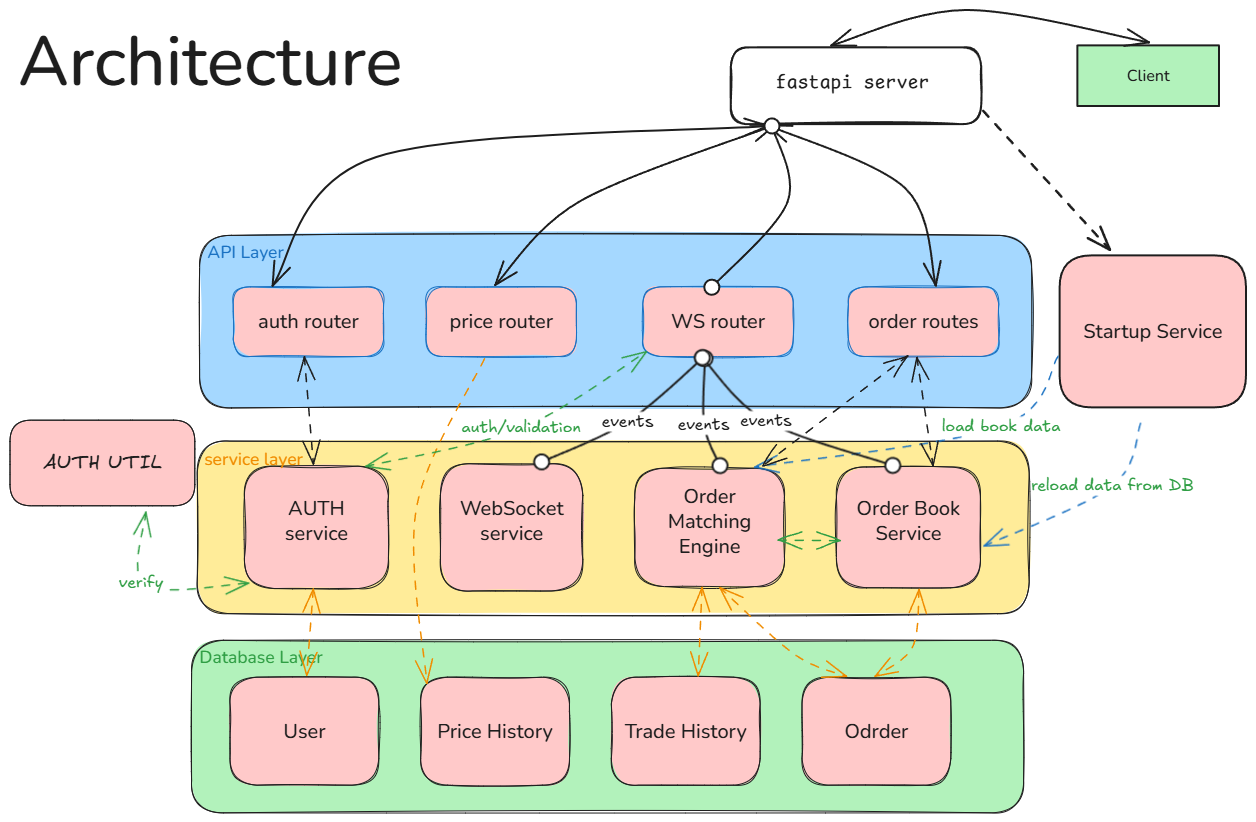 Architecture
fastapi server
Client
API Layer
auth router
price router
WS router
order routes
Startup Service
auth/validation
events
events
events
load book data
AUTH UTIL
service layer
reload data from DB
AUTH
service
WebSocket
service
Order
Matching
Engine
Order Book
Service
verify
Database Layer
User
Price History
Trade History
Odrder